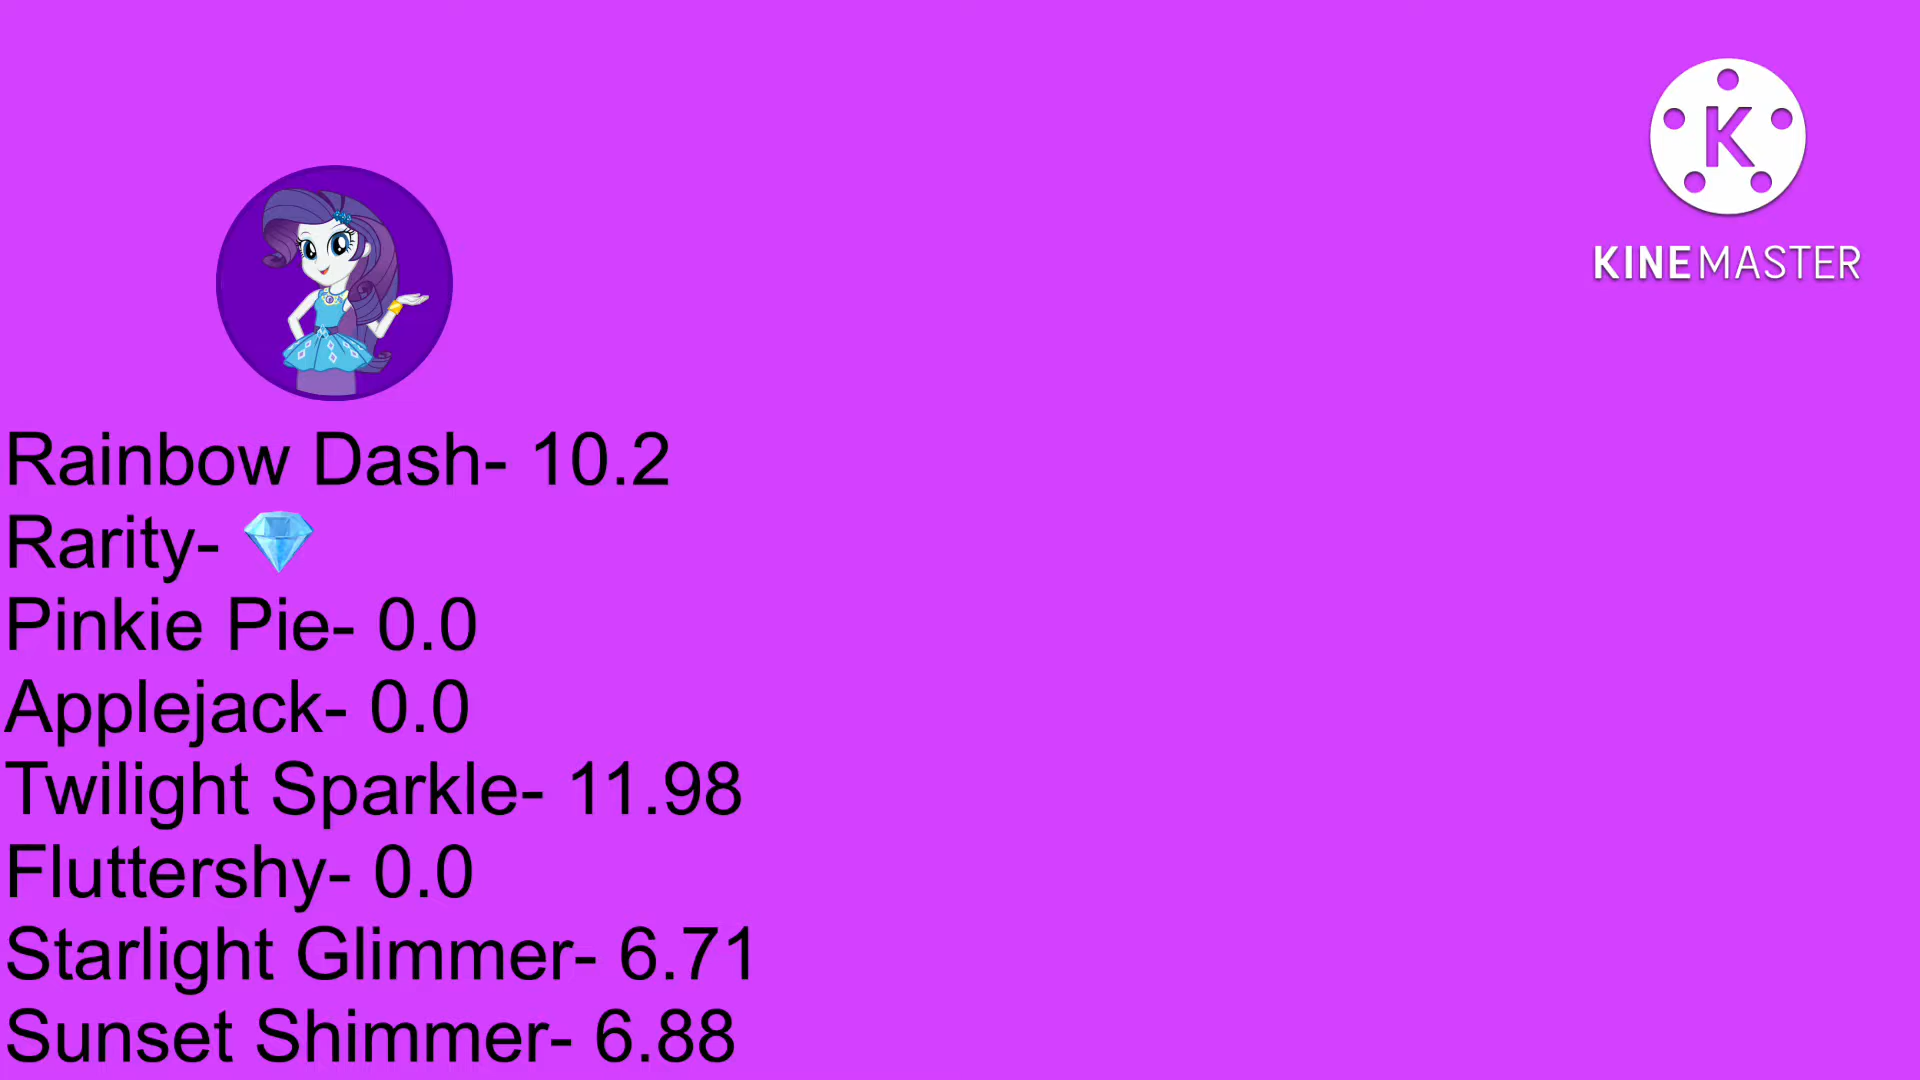 K
KINEMASTER
Rainbow Dash- 10.2
Rarity- 💎
Pinkie Pie- 0.0
Applejack- 0.0
Twilight Sparkle- 11.98
Fluttershy- 0.0
Starlight Glimmer- 6.71
Sunset Shimmer- 6.88